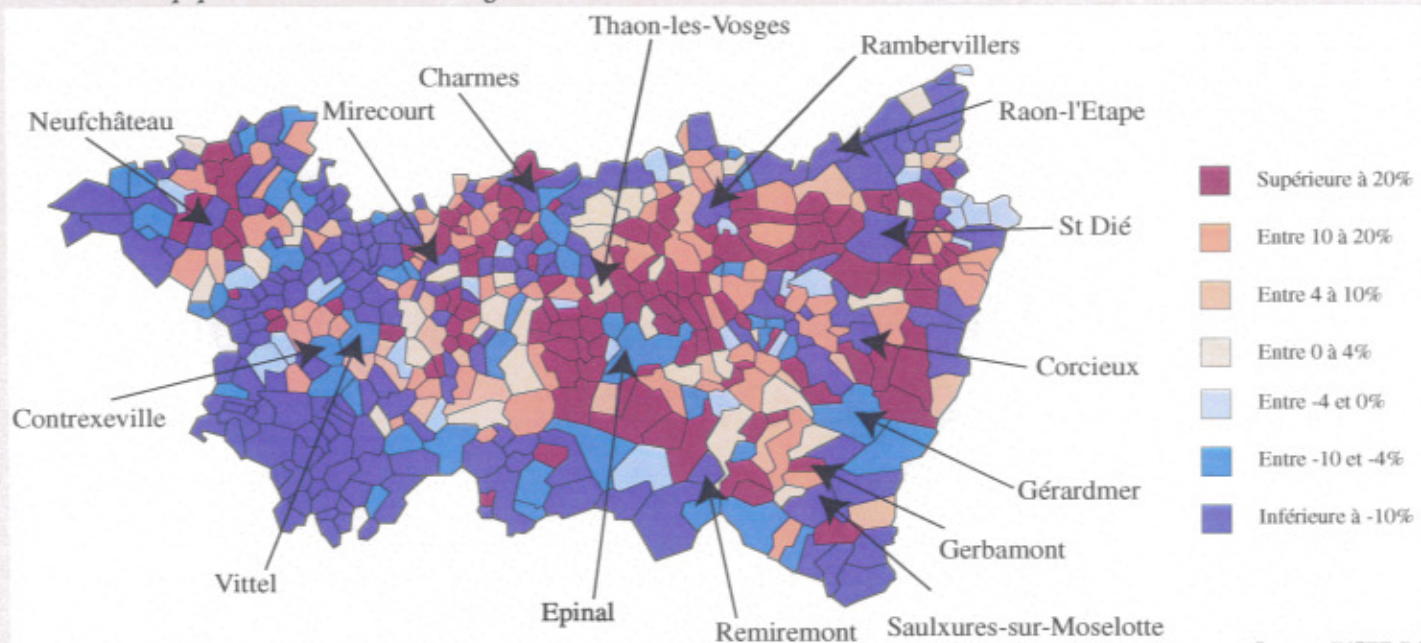 Thaon-les-Vosges
Rambervillers
Charmes
Mirecourt
Raon-l'Etape
Neufchâteau
Supérieure à 20%
St Dié
Entre 10 à 20%
Entre 4 à 10%
Entre 0 à 4%
Corcieux
Entre -4 et 0%
Contrexeville
Entre -10 et -4%
Gérardmer
Inférieure à -10%
Gerbamont
Vittel
Epinal
Remiremont
Saulxures-sur-Moselotte